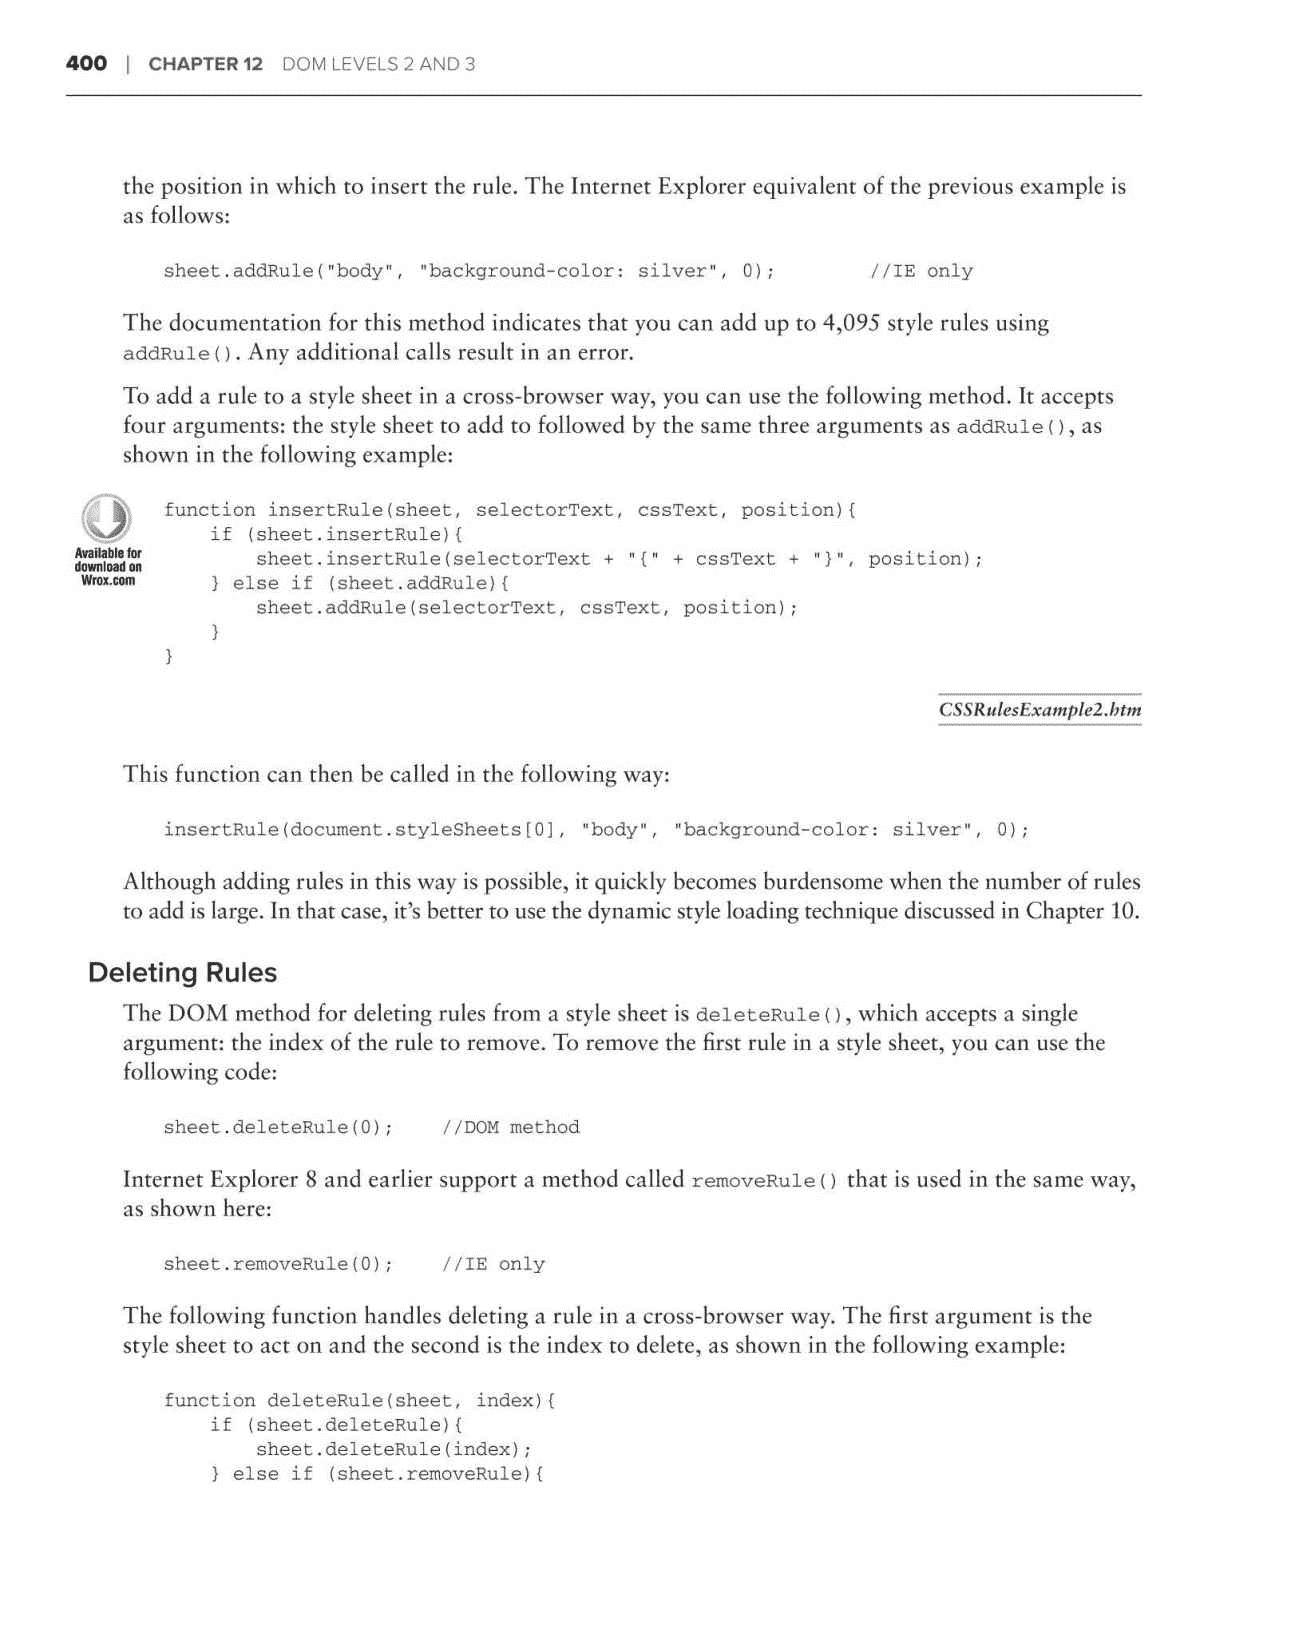 400 | CHAPTER 12 DOM LEVELS 2 AND 3
the position in which to insert the rule. The Internet Explorer equivalent of the previous example is
as follows:
sheet.addRule("body", "background-color: silver", 0); //IE only
The documentation for this method indicates that you can add up to 4,095 style rules using
addRule(). Any additional calls result in an error.
To add a rule to a style sheet in a cross-browser way, you can use the following method. It accepts
four arguments: the style sheet to add to followed by the same three arguments as addRule(), as
shown in the following example:
Available for
download on
Wrox.com
function insertRule(sheet, selectorText, cssText, position){
    if (sheet.insertRule){
        sheet.insertRule(selectorText + "{" + cssText + "}", position);
    } else if (sheet.addRule){
        sheet.addRule(selectorText, cssText, position);
    }
}
CSSRulesExample2.htm
This function can then be called in the following way:
insertRule(document.styleSheets[0], "body", "background-color: silver", 0);
Although adding rules in this way is possible, it quickly becomes burdensome when the number of rules
to add is large. In that case, it's better to use the dynamic style loading technique discussed in Chapter 10.
Deleting Rules
The DOM method for deleting rules from a style sheet is deleteRule(), which accepts a single
argument: the index of the rule to remove. To remove the first rule in a style sheet, you can use the
following code:
sheet.deleteRule(0); //DOM method
Internet Explorer 8 and earlier support a method called removeRule() that is used in the same way,
as shown here:
sheet.removeRule(0); //IE only
The following function handles deleting a rule in a cross-browser way. The first argument is the
style sheet to act on and the second is the index to delete, as shown in the following example:
function deleteRule(sheet, index){
    if (sheet.deleteRule){
        sheet.deleteRule(index);
    } else if (sheet.removeRule){